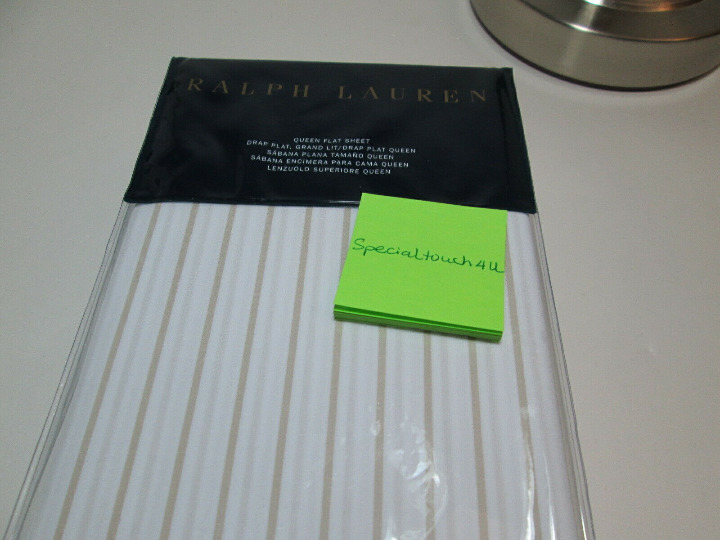 RALPH LAUREN
QUEEN FLAT SHEET
DRAP PLAT, GRAND LIT/DRAP PLAT QUEEN
SÁBANA PLANA TAMAÑO QUEEN
SÁBANA ENCIMERA PARA CAMA QUEEN
LENZUOLO SUPERIORE QUEEN
Specialtouch4U